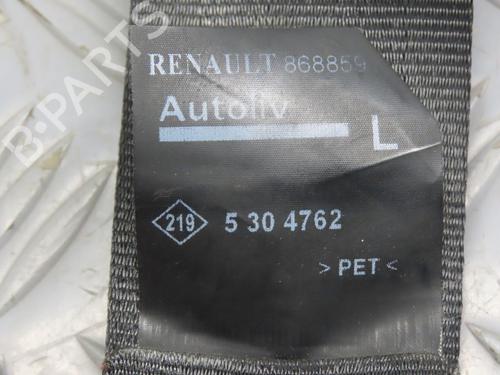 RENAULT 868859
Autoliv
L
219 5 30 4762
> PET <
B-PARTS